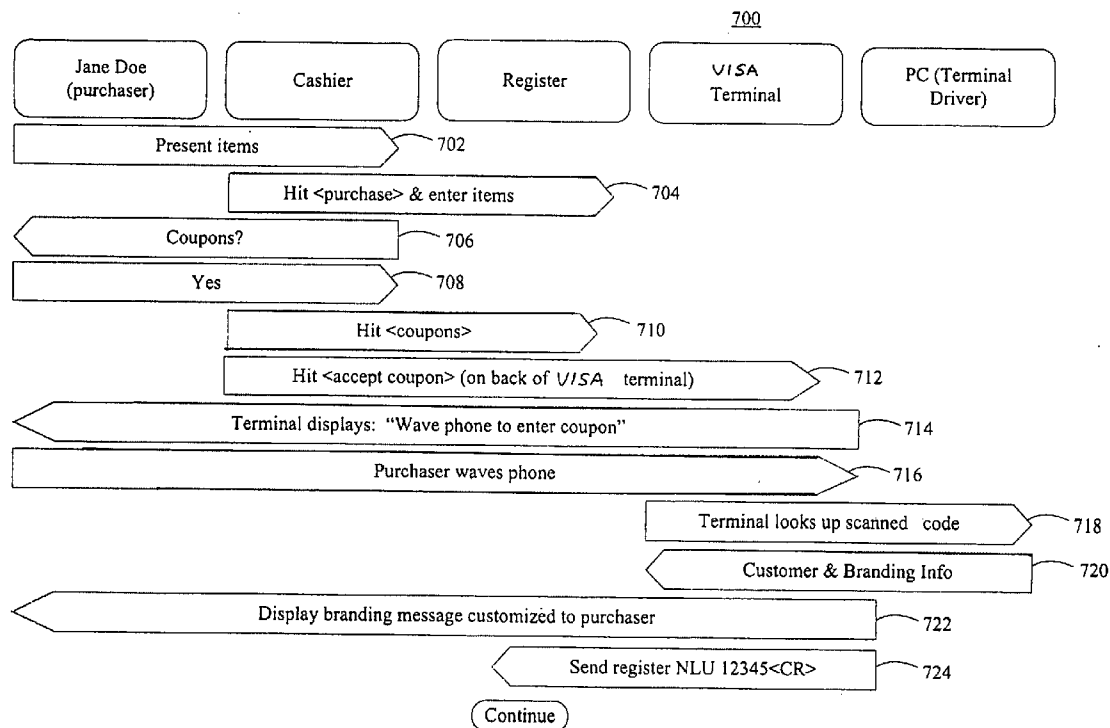 700
Jane Doe
(purchaser)
Cashier
Register
VISA
Terminal
PC (Terminal
Driver)
Present items
702
Hit <purchase> & enter items
704
Coupons?
706
Yes
708
Hit <coupons>
710
Hit <accept coupon> (on back of VISA terminal)
712
Terminal displays: "Wave phone to enter coupon"
714
Purchaser waves phone
716
Terminal looks up scanned code
718
Customer & Branding Info
720
Display branding message customized to purchaser
722
Send register NLU 12345<CR>
724
Continue